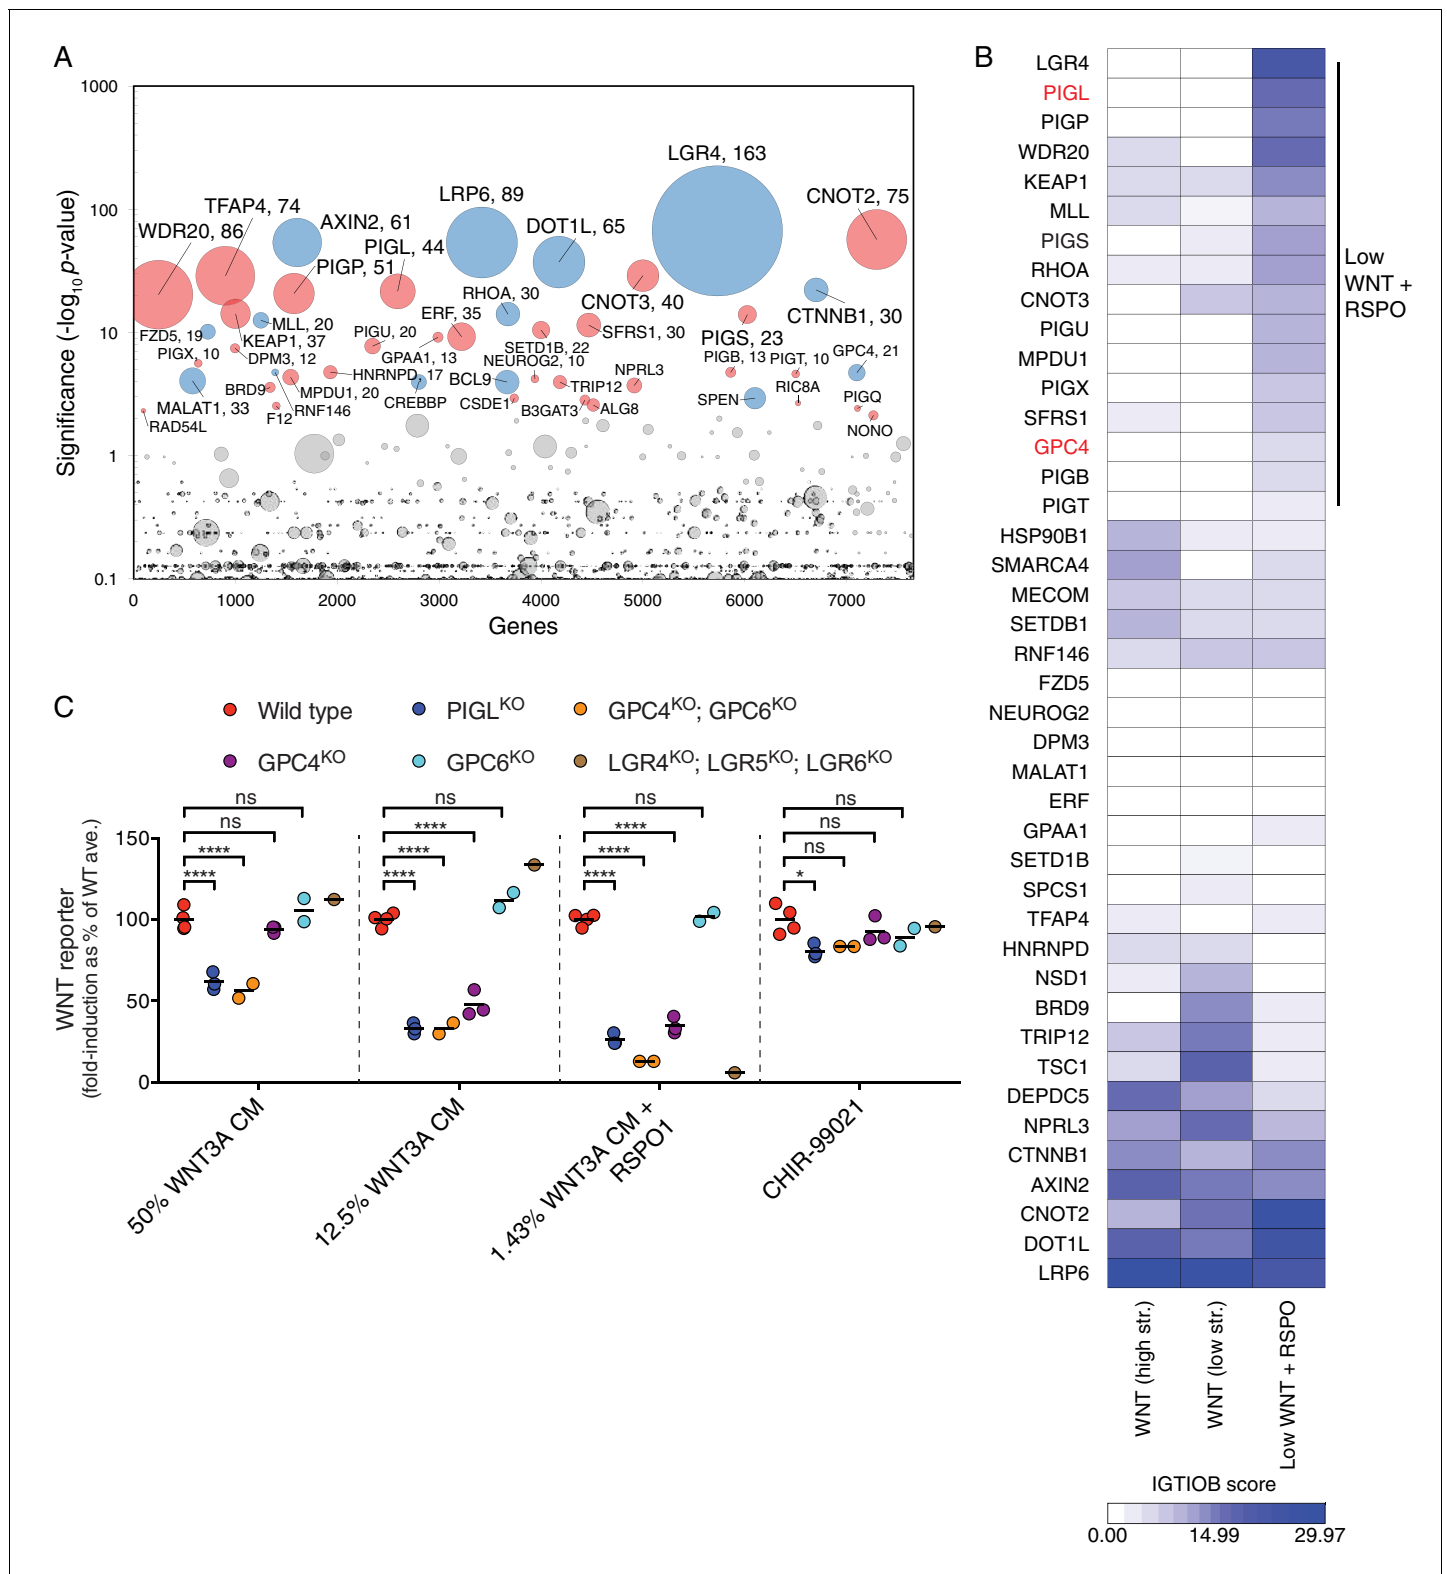 A
Significance (-log10 p-value)
1000
100
10
1
0.1
0 1000 2000 3000 4000 5000 6000 7000
Genes
LGR4, 163
LRP6, 89
CNOT2, 75
TFAP4, 74
WDR20, 86
AXIN2, 61
DOT1L, 65
PIGL, 44
PIGP, 51
RHOA, 30
CNOT3, 40
CTNNB1, 30
ERF, 35
FZD5, 19
MLL, 20
KEAP1, 37
PIGU, 20
SFRS1, 30
PIGS, 23
PIGX, 10
DPM3, 12
GPAA1, 13
SETD1B, 22
NEUROG2, 10
PIGB, 13
PIGT, 10
GPC4, 21
HNRNPD, 17
BCL9
NPRL3
BRD9
MPDU1, 20
TRIP12
RIC8A
SPEN
PIGQ
MALAT1, 33
RNF146
CREBBP
CSDE1
B3GAT3
ALG8
F12
RAD54L
NONO
B
LGR4
PIGL
PIGP
WDR20
KEAP1
MLL
PIGS
RHOA
CNOT3
PIGU
MPDU1
PIGX
SFRS1
GPC4
PIGB
PIGT
HSP90B1
SMARCA4
MECOM
SETDB1
RNF146
FZD5
NEUROG2
DPM3
MALAT1
ERF
GPAA1
SETD1B
SPCS1
TFAP4
HNRNPD
NSD1
BRD9
TRIP12
TSC1
DEPDC5
NPRL3
CTNNB1
AXIN2
CNOT2
DOT1L
LRP6
Low
WNT +
RSPO
WNT (high str.)
WNT (low str.)
Low WNT + RSPO
IGTIOB score
0.00 14.99 29.97
C
Wild type PIGLKO GPC4KO; GPC6KO
GPC4KO GPC6KO LGR4KO; LGR5KO; LGR6KO
WNT reporter
(fold-induction as % of WT ave.)
150
100
50
0
ns ns ns ns
ns **** **** ns
**** **** **** ns
**** **** **** *
50% WNT3A CM
12.5% WNT3A CM
1.43% WNT3A CM +
RSPO1
CHIR-99021